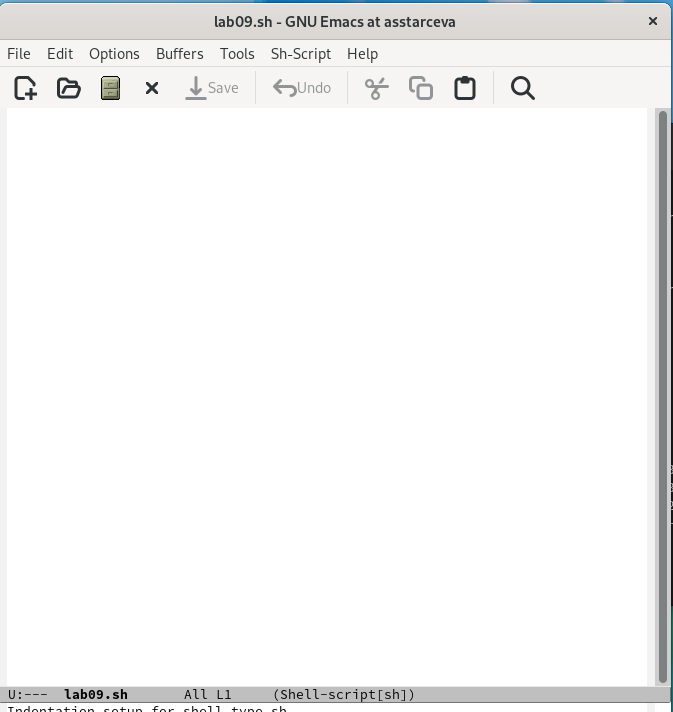 lab09.sh - GNU Emacs at asstarceva
File Edit Options Buffers Tools Sh-Script Help
Save Undo
U:--- lab09.sh All L1 (Shell-script[sh])
Indentation setup for shell type sh